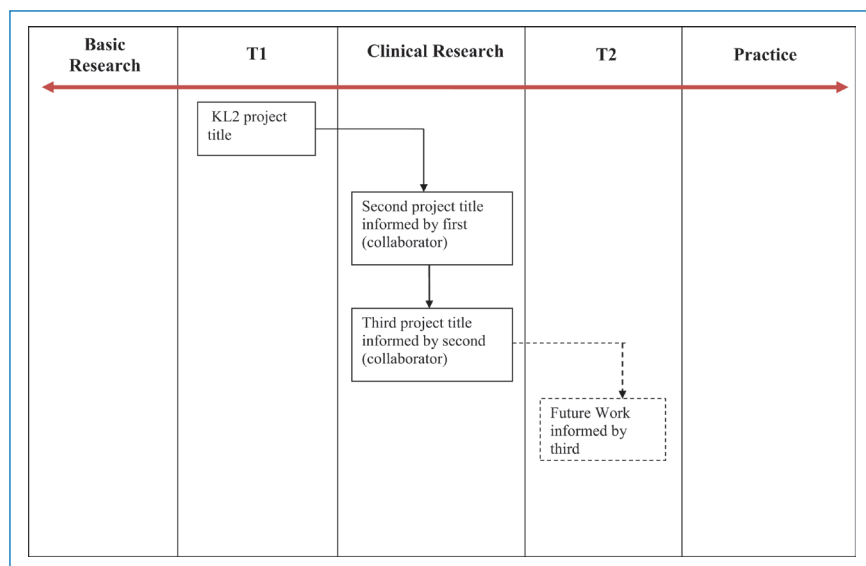 Basic
Research
T1
Clinical Research
T2
Practice
KL2 project
title
Second project title
informed by first
(collaborator)
Third project title
informed by second
(collaborator)
Future Work
informed by
third